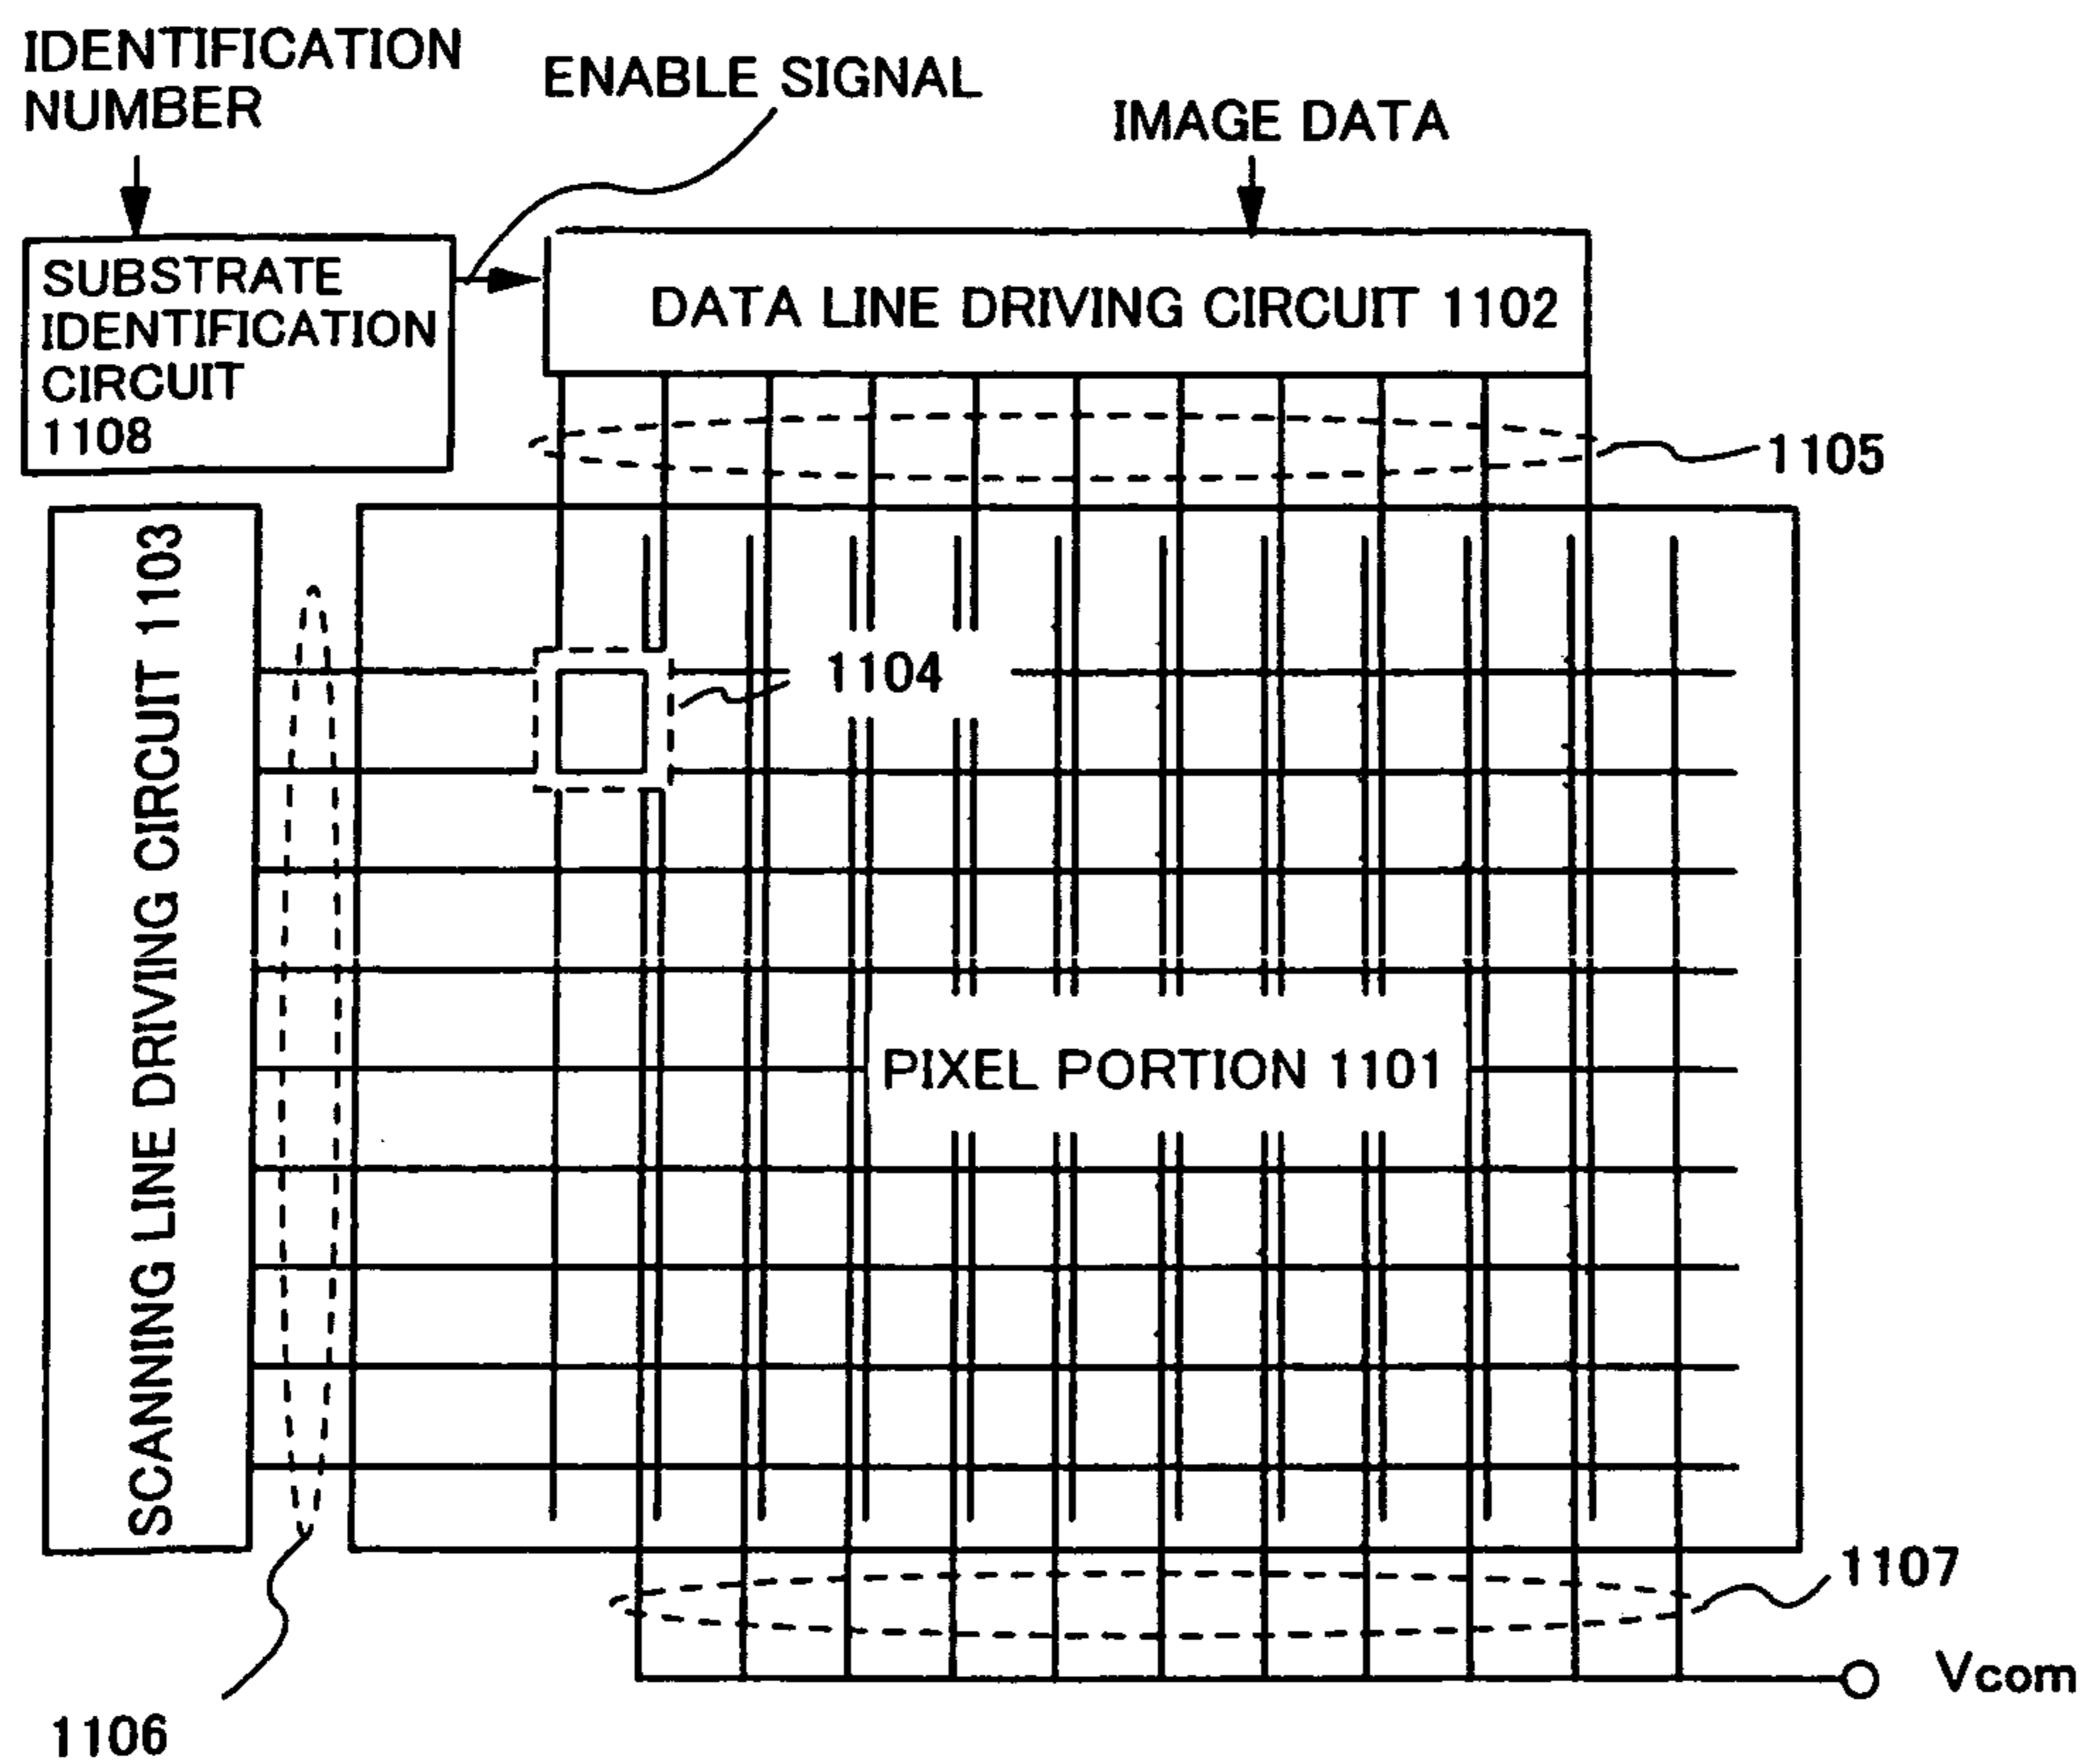 IDENTIFICATION
NUMBER
ENABLE SIGNAL
IMAGE DATA
SUBSTRATE
IDENTIFICATION
CIRCUIT
1108
DATA LINE DRIVING CIRCUIT 1102
1105
SCANNING LINE DRIVING CIRCUIT 1103
1104
PIXEL PORTION 1101
1107
Vcom
1106